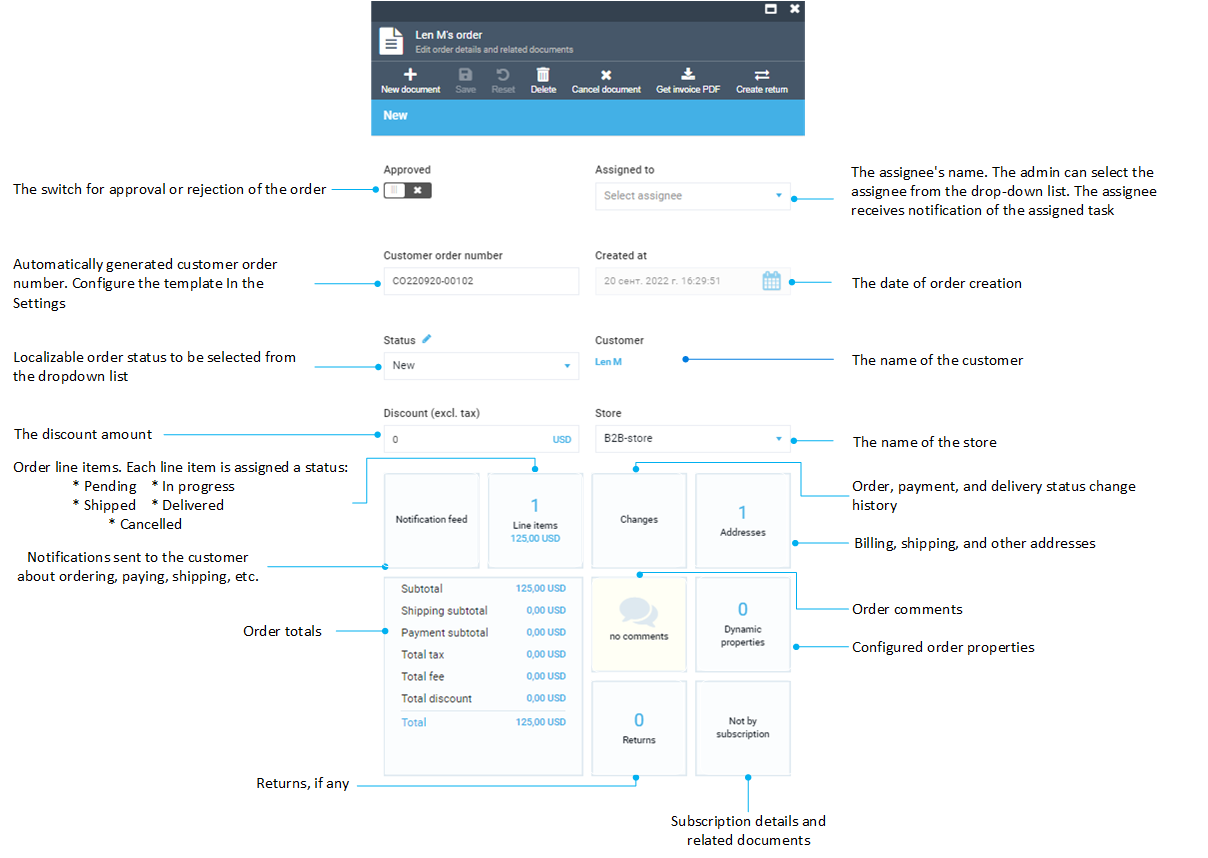 Len M's order
Edit order details and related documents
New document Save Reset Delete Cancel document Get invoice PDF Create return
New
Approved
The switch for approval or rejection of the order
Assigned to
Select assignee
The assignee's name. The admin can select the
assignee from the drop-down list. The assignee
receives notification of the assigned task
Automatically generated customer order
number. Configure the template In the
Settings
Customer order number
CO220920-00102
Created at
20 сент. 2022 г. 16:29:51
The date of order creation
Localizable order status to be selected from
the dropdown list
Status
New
Customer
Len M
The name of the customer
The discount amount
Discount (excl. tax)
0 USD
Store
B2B-store
The name of the store
Order line items. Each line item is assigned a status:
* Pending * In progress
* Shipped * Delivered
* Cancelled
Notification feed
1
Line items
125,00 USD
Changes
1
Addresses
Order, payment, and delivery status change
history
Billing, shipping, and other addresses
Notifications sent to the customer
about ordering, paying, shipping, etc.
Order totals
Subtotal 125,00 USD
Shipping subtotal 0,00 USD
Payment subtotal 0,00 USD
Total tax 0,00 USD
Total fee 0,00 USD
Total discount 0,00 USD
Total 125,00 USD
no comments
0
Dynamic
properties
Order comments
Configured order properties
0
Returns
Not by
subscription
Returns, if any
Subscription details and
related documents